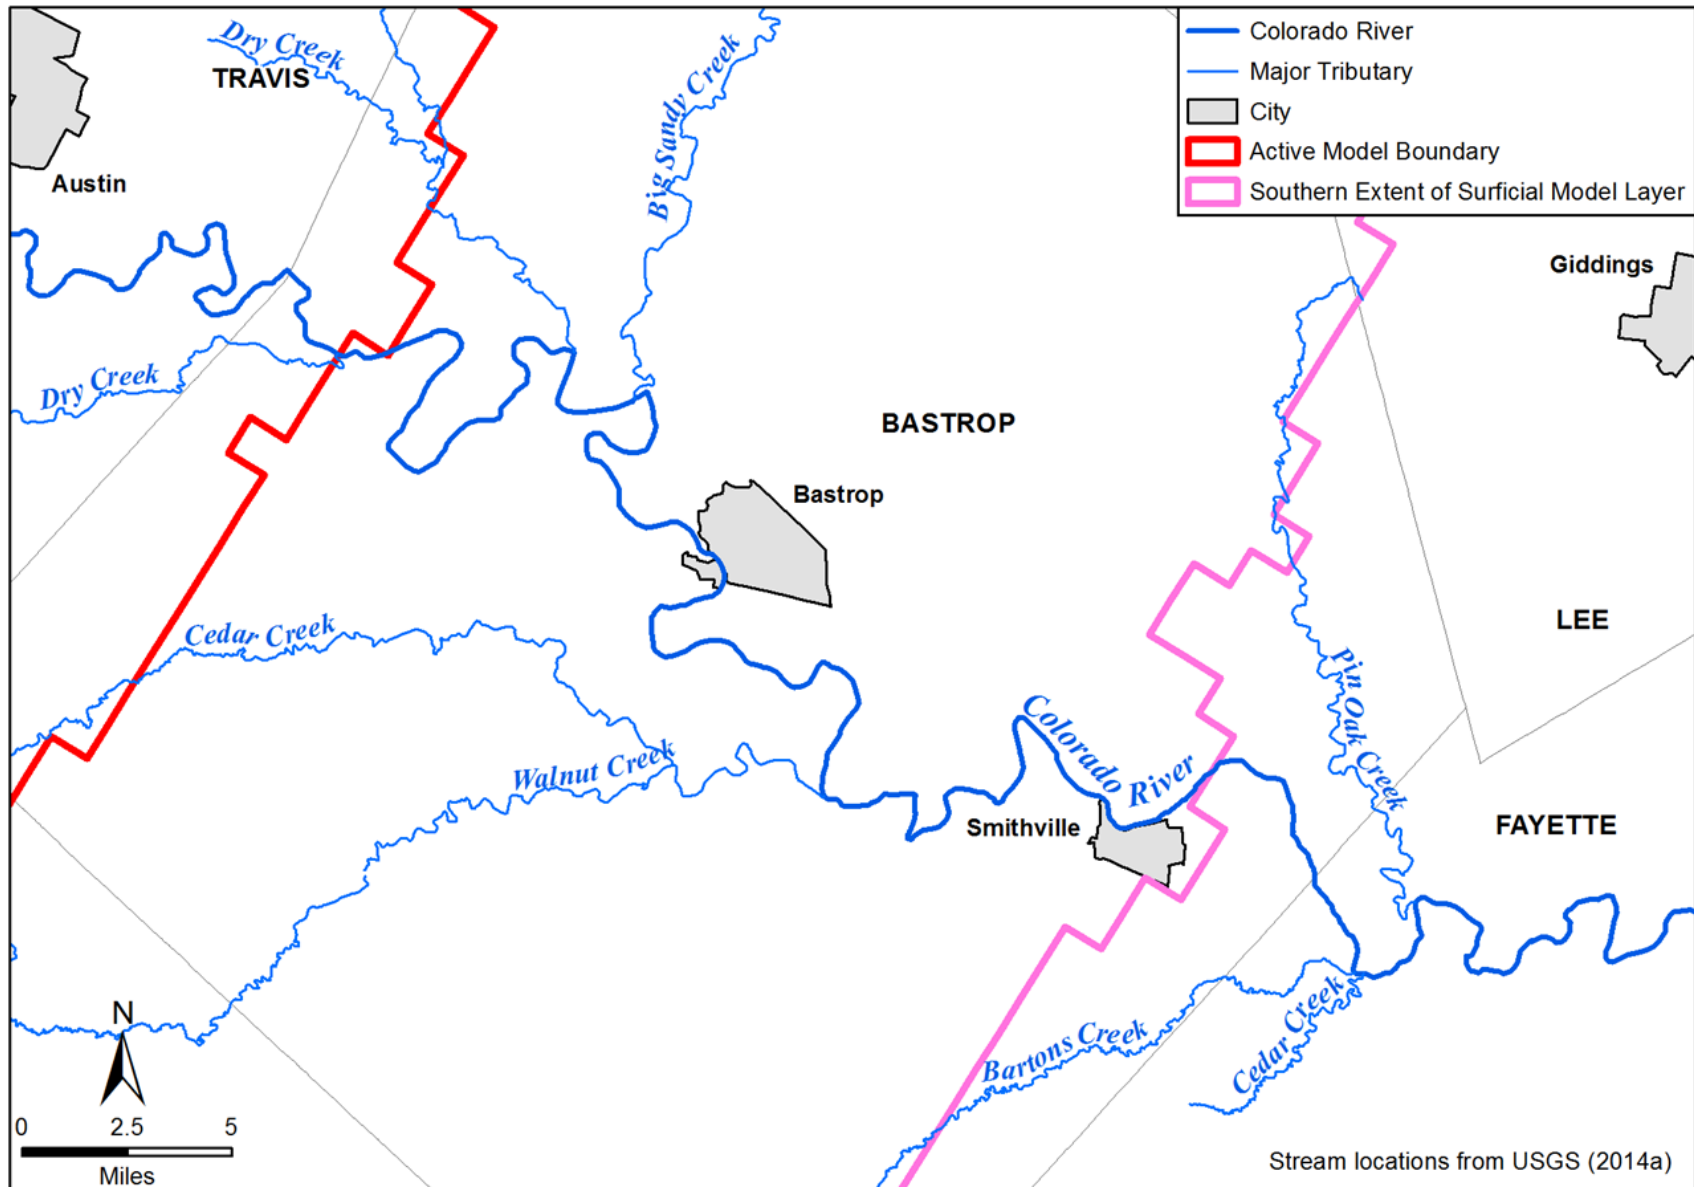 Colorado River
Major Tributary
City
Active Model Boundary
Southern Extent of Surficial Model Layer
Dry Creek
TRAVIS
Big Sandy Creek
Austin
Giddings
Dry Creek
BASTROP
Bastrop
LEE
Cedar Creek
Pin Oak Creek
Colorado River
Walnut Creek
Smithville
FAYETTE
N
Bartons Creek
Cedar Creek
0 2.5 5
Miles
Stream locations from USGS (2014a)